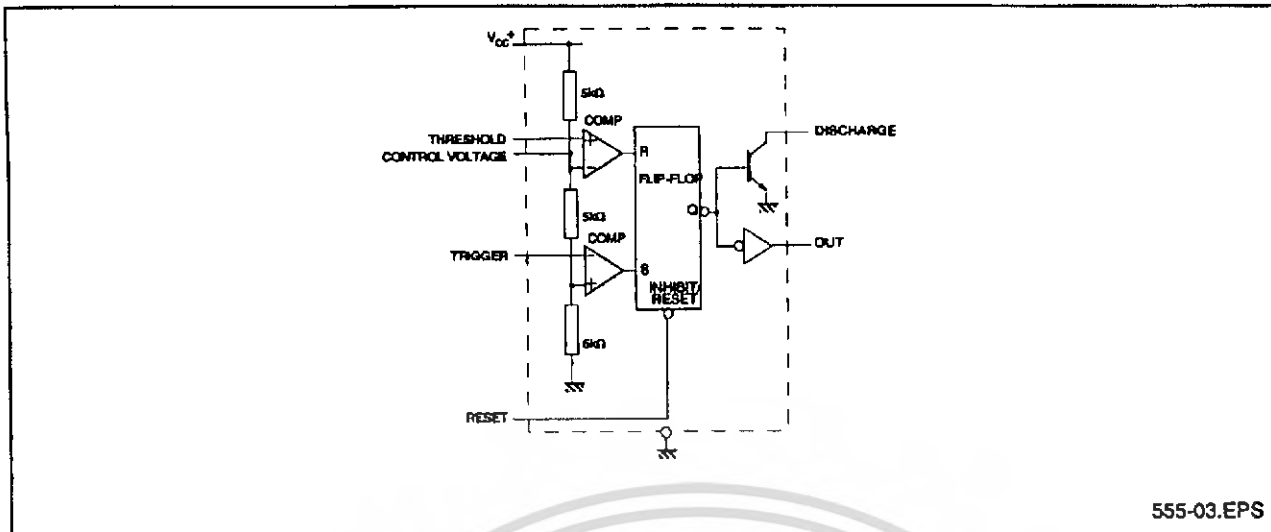 VCC+
5kΩ
COMP
THRESHOLD
CONTROL VOLTAGE
R
FLIP-FLOP
DISCHARGE
Q
5kΩ
COMP
TRIGGER
S
INHIBIT/
RESET
OUT
5kΩ
RESET
555-03.EPS